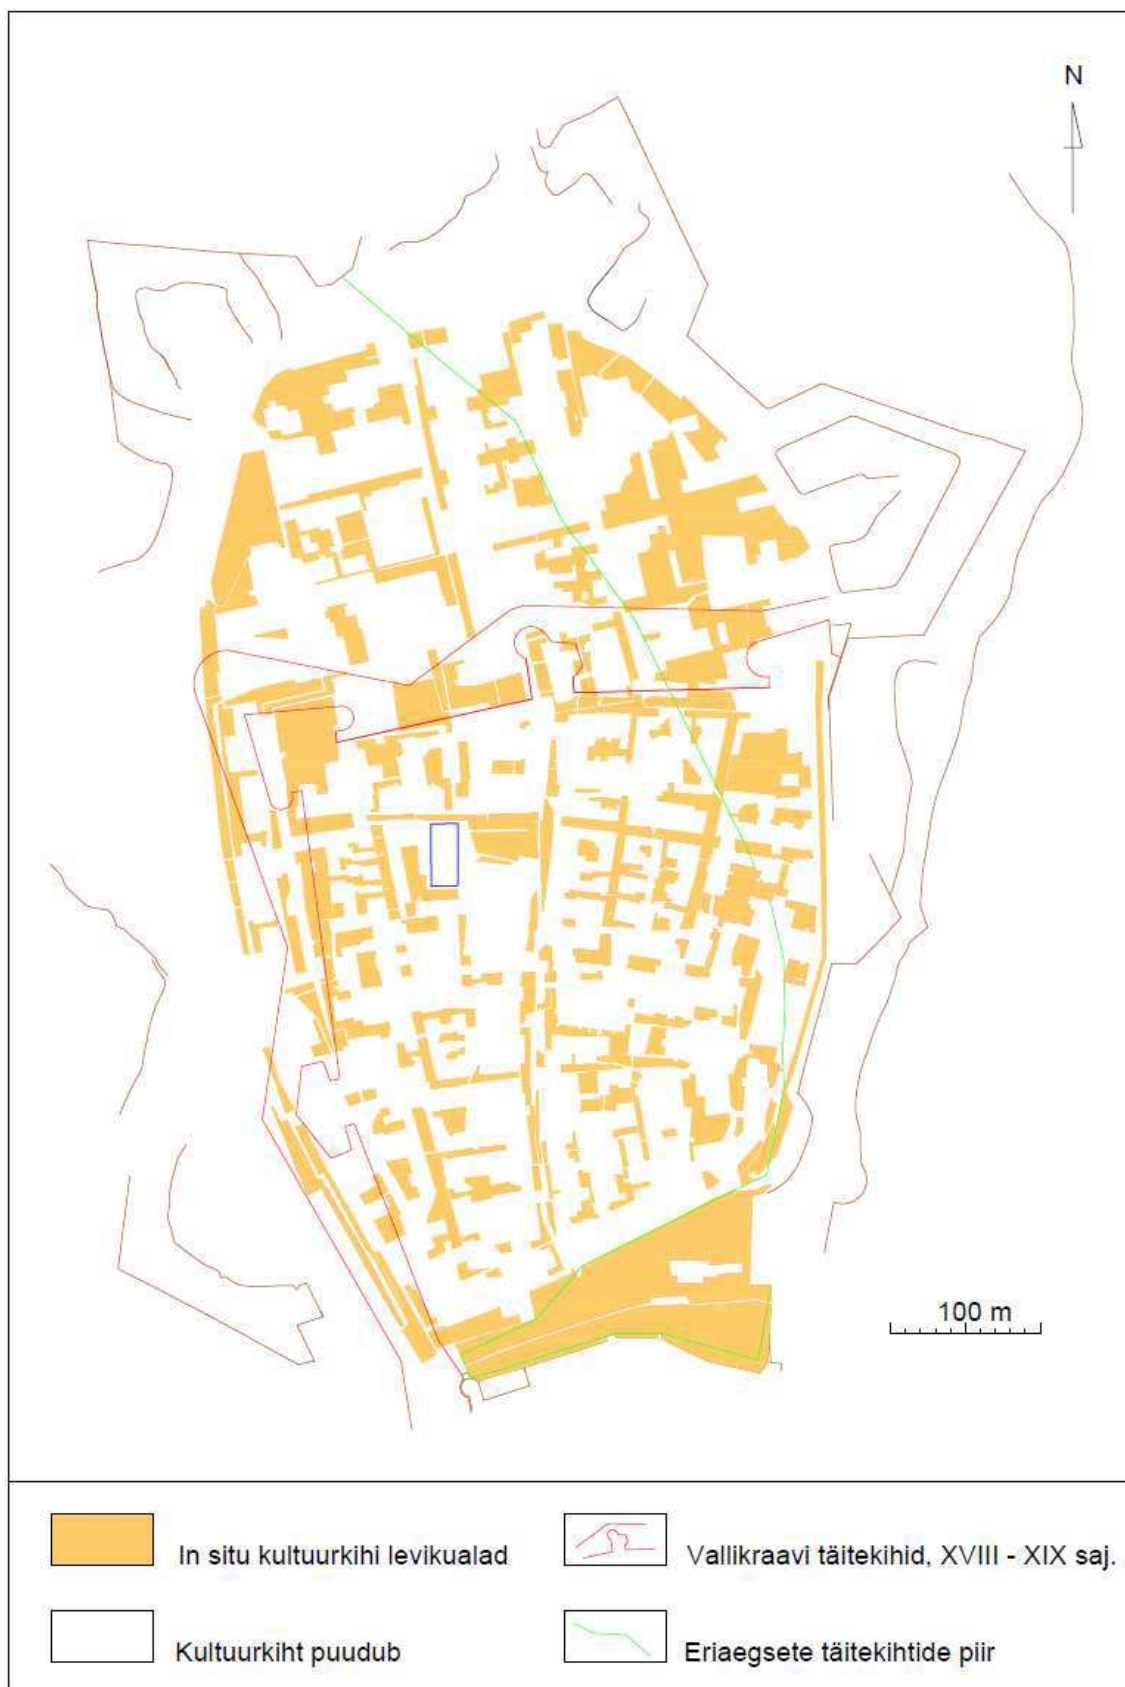 N
100 m
In situ kultuurkihi levikualad
Vallikraavi täitekihid, XVIII - XIX saj.
Kultuurkiht puudub
Eriaegsete täitekihtide piir